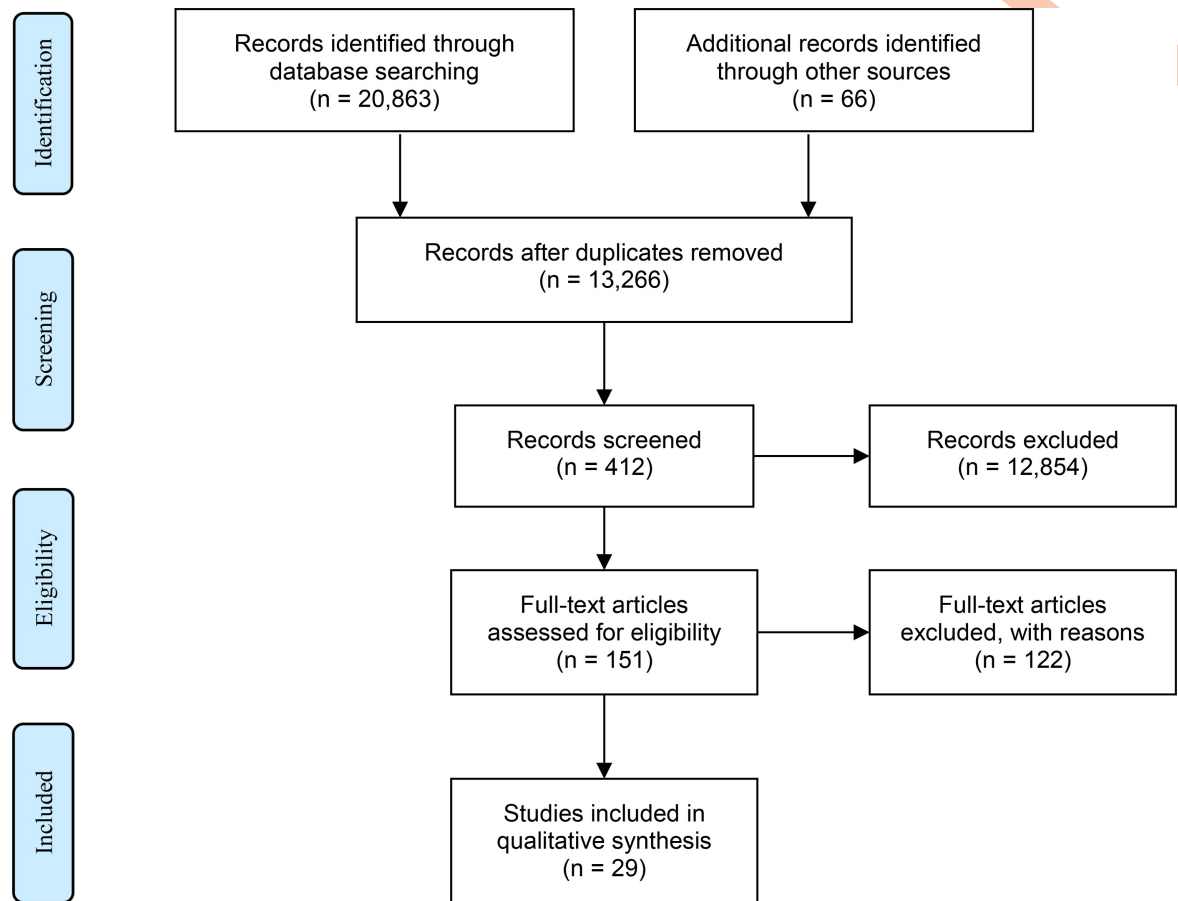 Identification
Records identified through
database searching
(n = 20,863)
Additional records identified
through other sources
(n = 66)
Records after duplicates removed
(n = 13,266)
Screening
Records screened
(n = 412)
Records excluded
(n = 12,854)
Eligibility
Full-text articles
assessed for eligibility
(n = 151)
Full-text articles
excluded, with reasons
(n = 122)
Included
Studies included in
qualitative synthesis
(n = 29)